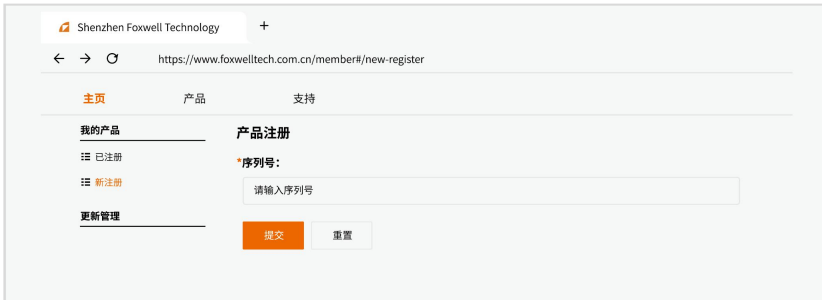 Shenzhen Foxwell Technology +
https://www.foxwelltech.com.cn/member#/new-register
主页 产品 支持
我的产品
已注册
新注册
更新管理
产品注册
*序列号：
请输入序列号
提交 重置